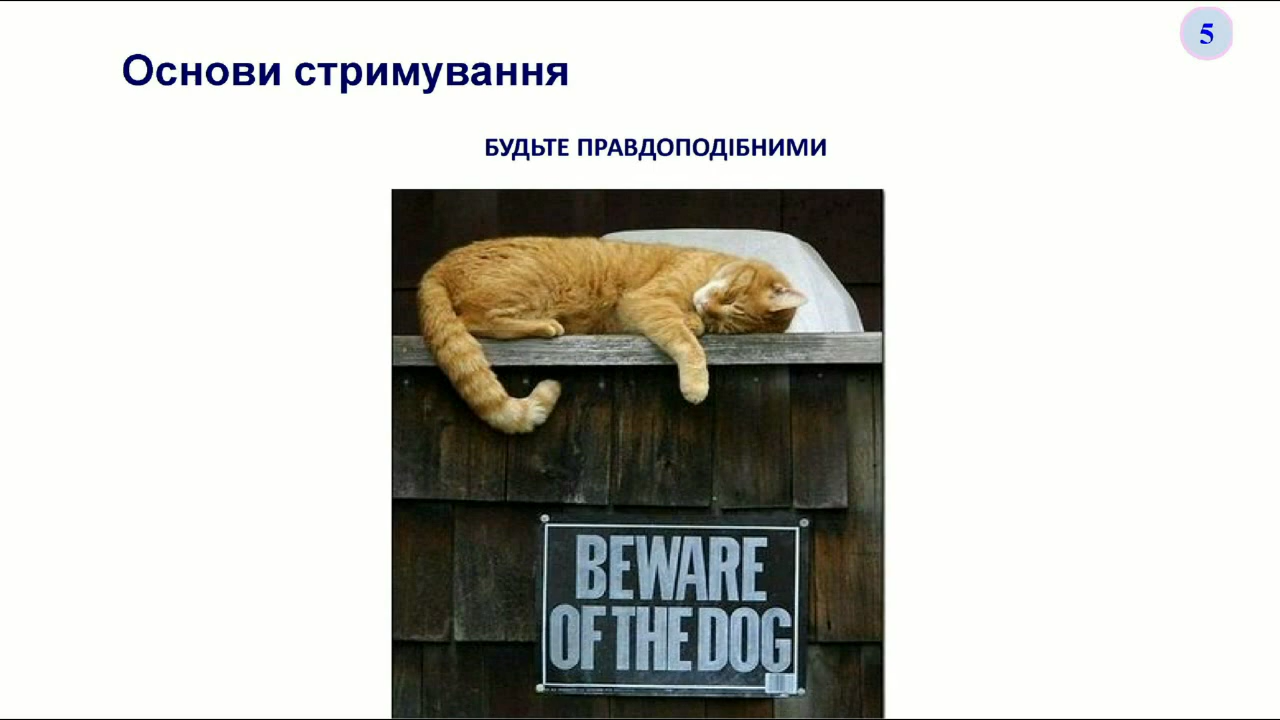 5
Основи стримування
БУДЬТЕ ПРАВДОПОДІБНИМИ
BEWARE
OF THE DOG